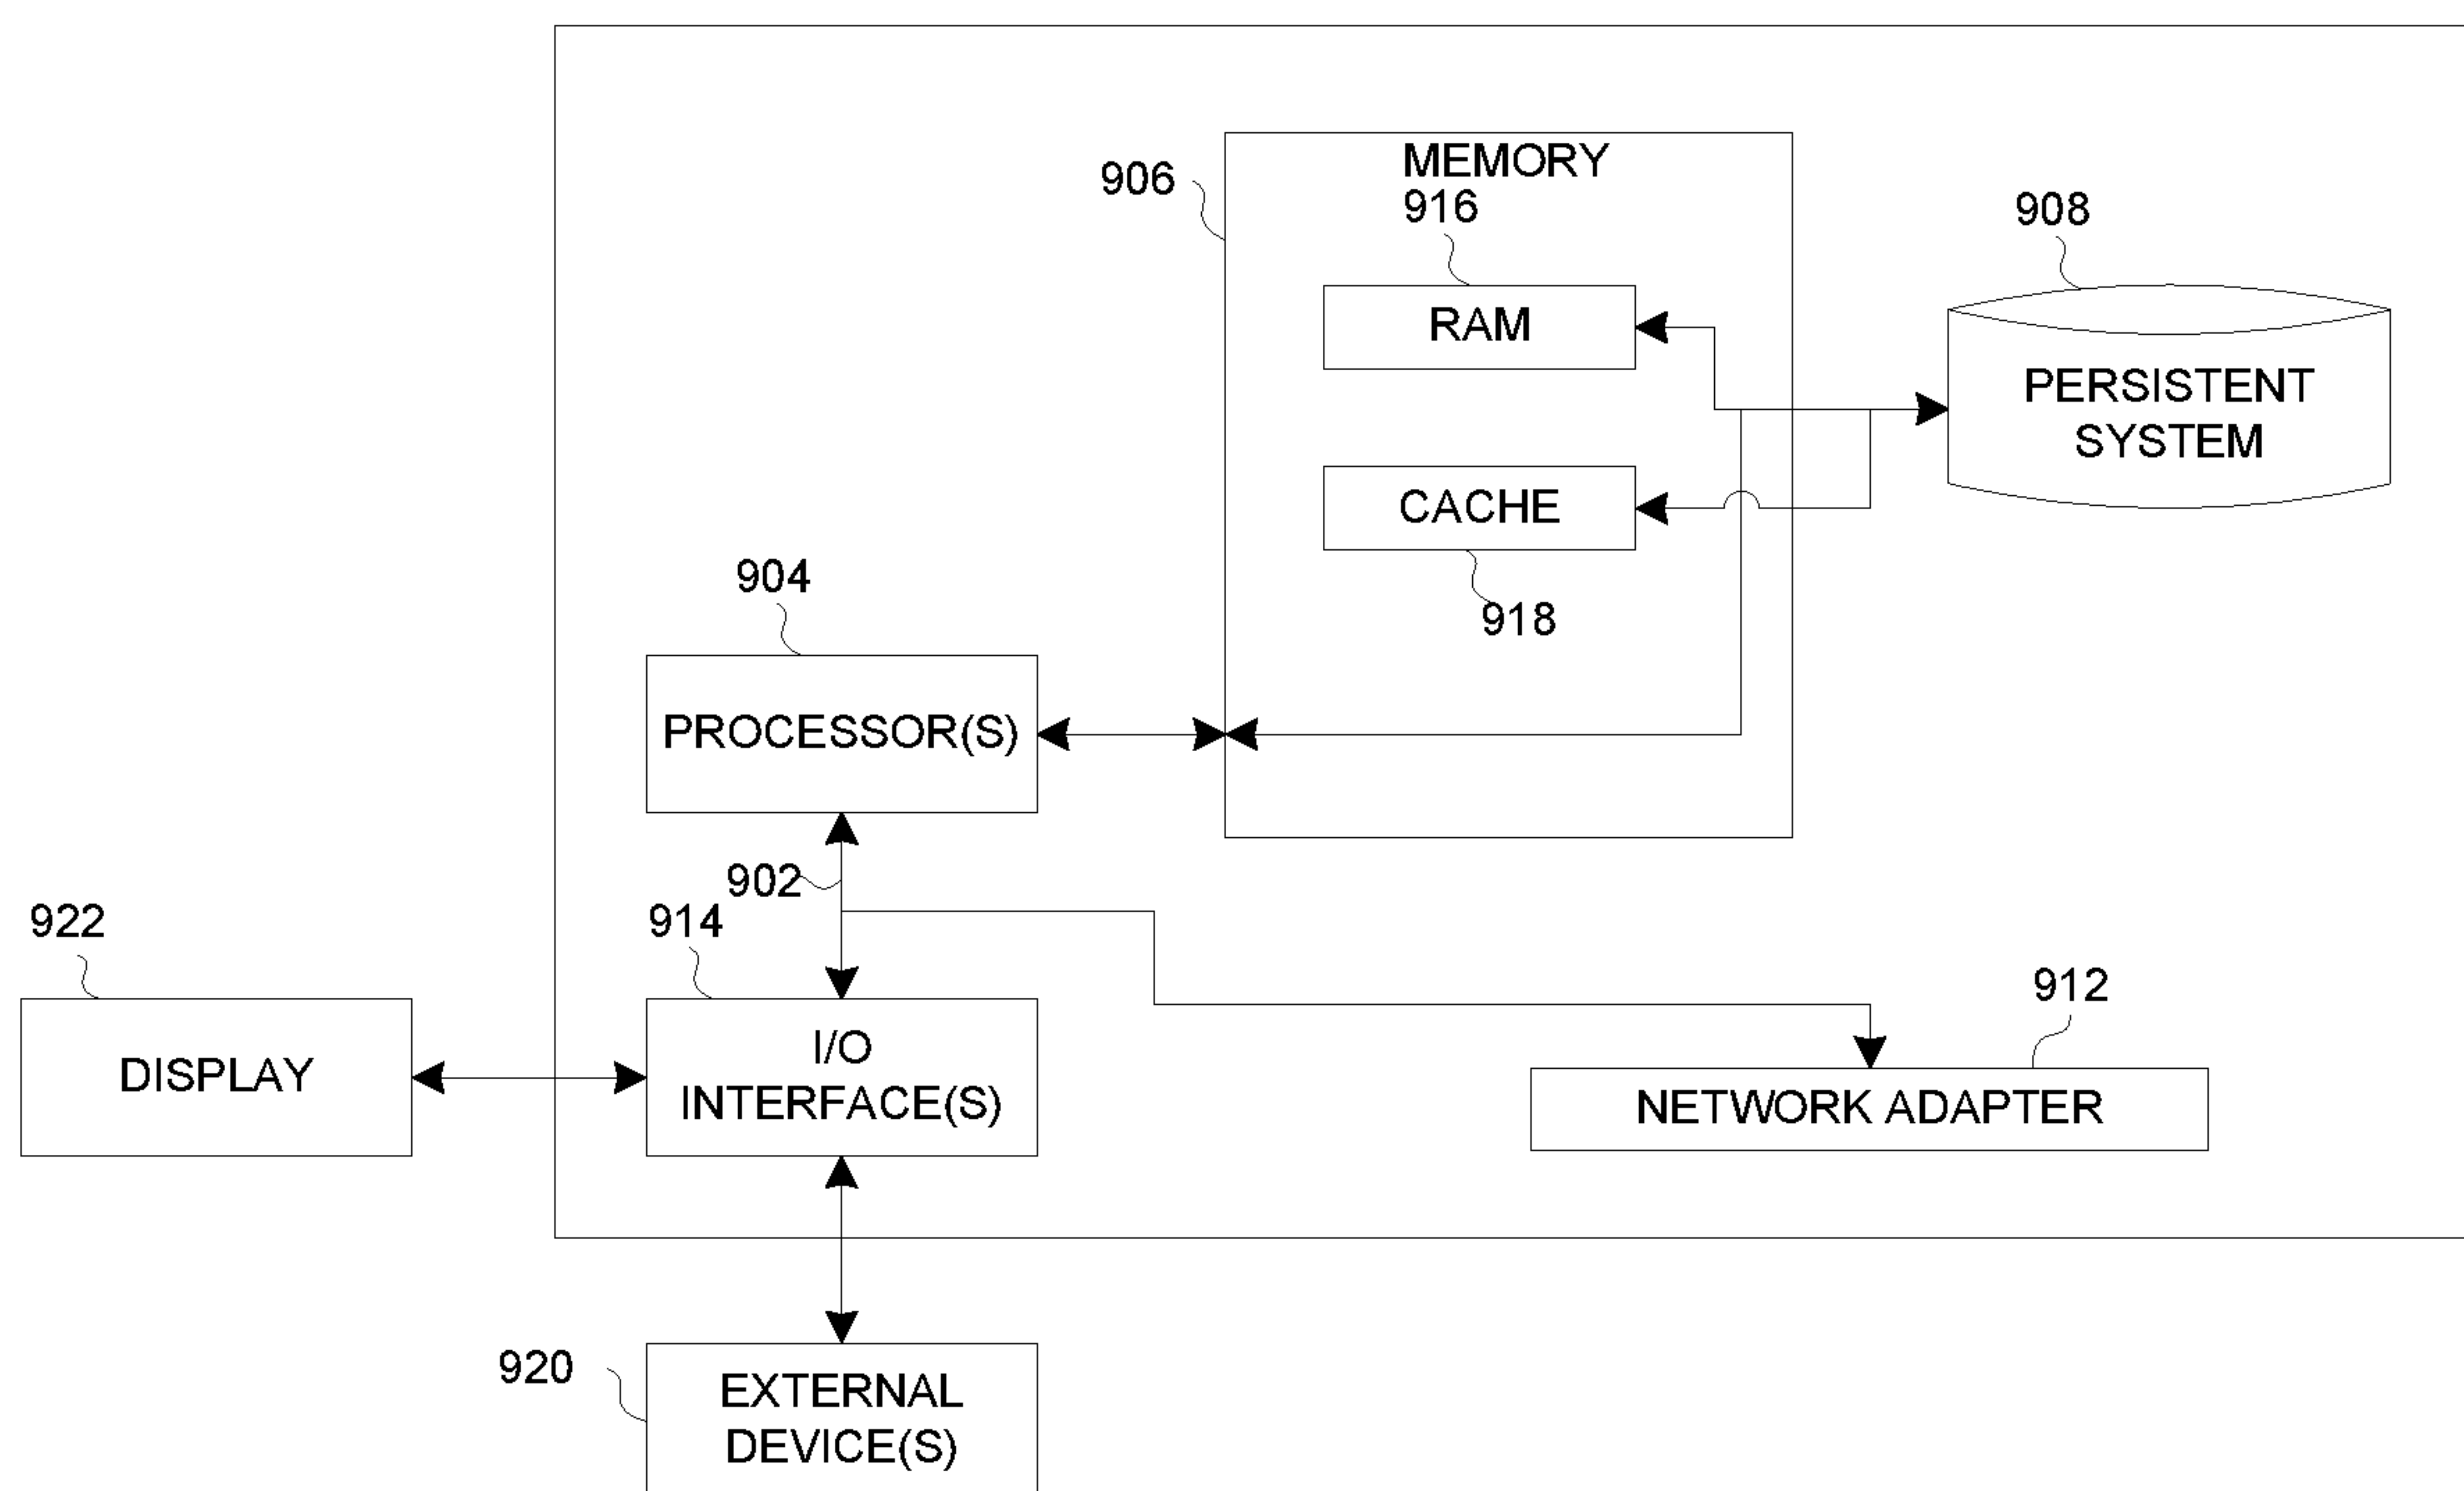 MEMORY
906
916
908
RAM
PERSISTENT
SYSTEM
CACHE
904
918
PROCESSOR(S)
902
922
914
912
I/O
INTERFACE(S)
DISPLAY
NETWORK ADAPTER
920
EXTERNAL
DEVICE(S)